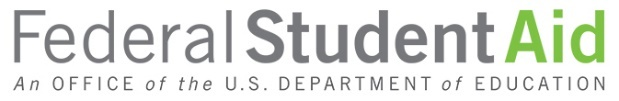 Federal Student Aid
An OFFICE of the U.S. DEPARTMENT of EDUCATION